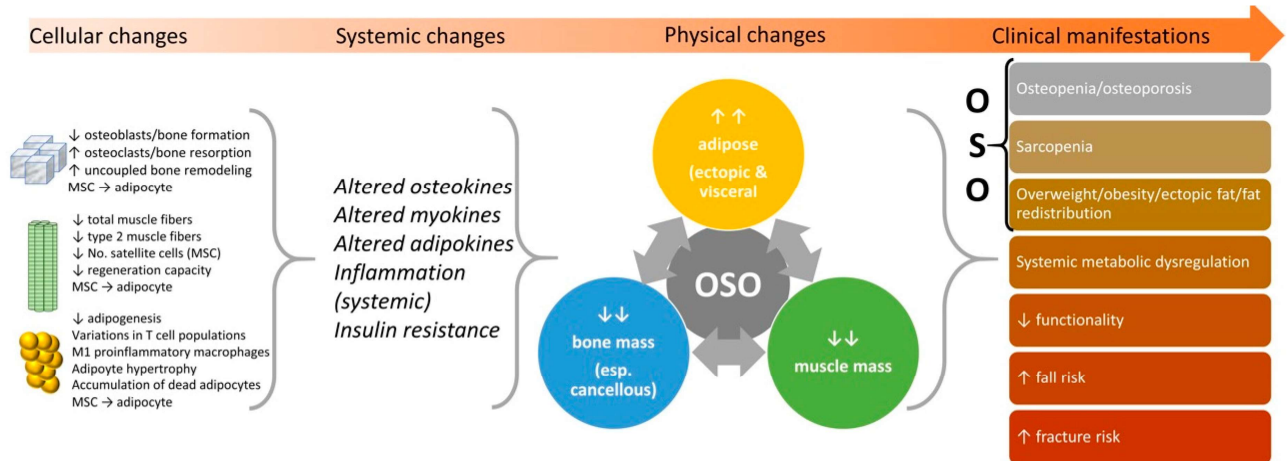 Cellular changes
Systemic changes
Physical changes
Clinical manifestations
↓ osteoblasts/bone formation
↑ osteoclasts/bone resorption
↑ uncoupled bone remodeling
MSC → adipocyte
↓ total muscle fibers
↓ type 2 muscle fibers
↓ No. satellite cells (MSC)
↓ regeneration capacity
MSC → adipocyte
↓ adipogenesis
Variations in T cell populations
M1 proinflammatory macrophages
Adipoyte hypertrophy
Accumulation of dead adipocytes
MSC → adipocyte
Altered osteokines
Altered myokines
Altered adipokines
Inflammation
(systemic)
Insulin resistance
↑ ↑
adipose
(ectopic &
visceral
OSO
↓↓
bone mass
(esp.
cancellous)
↓↓
muscle mass
O
S
O
Osteopenia/osteoporosis
Sarcopenia
Overweight/obesity/ectopic fat/fat
redistribution
Systemic metabolic dysregulation
↓ functionality
↑ fall risk
↑ fracture risk